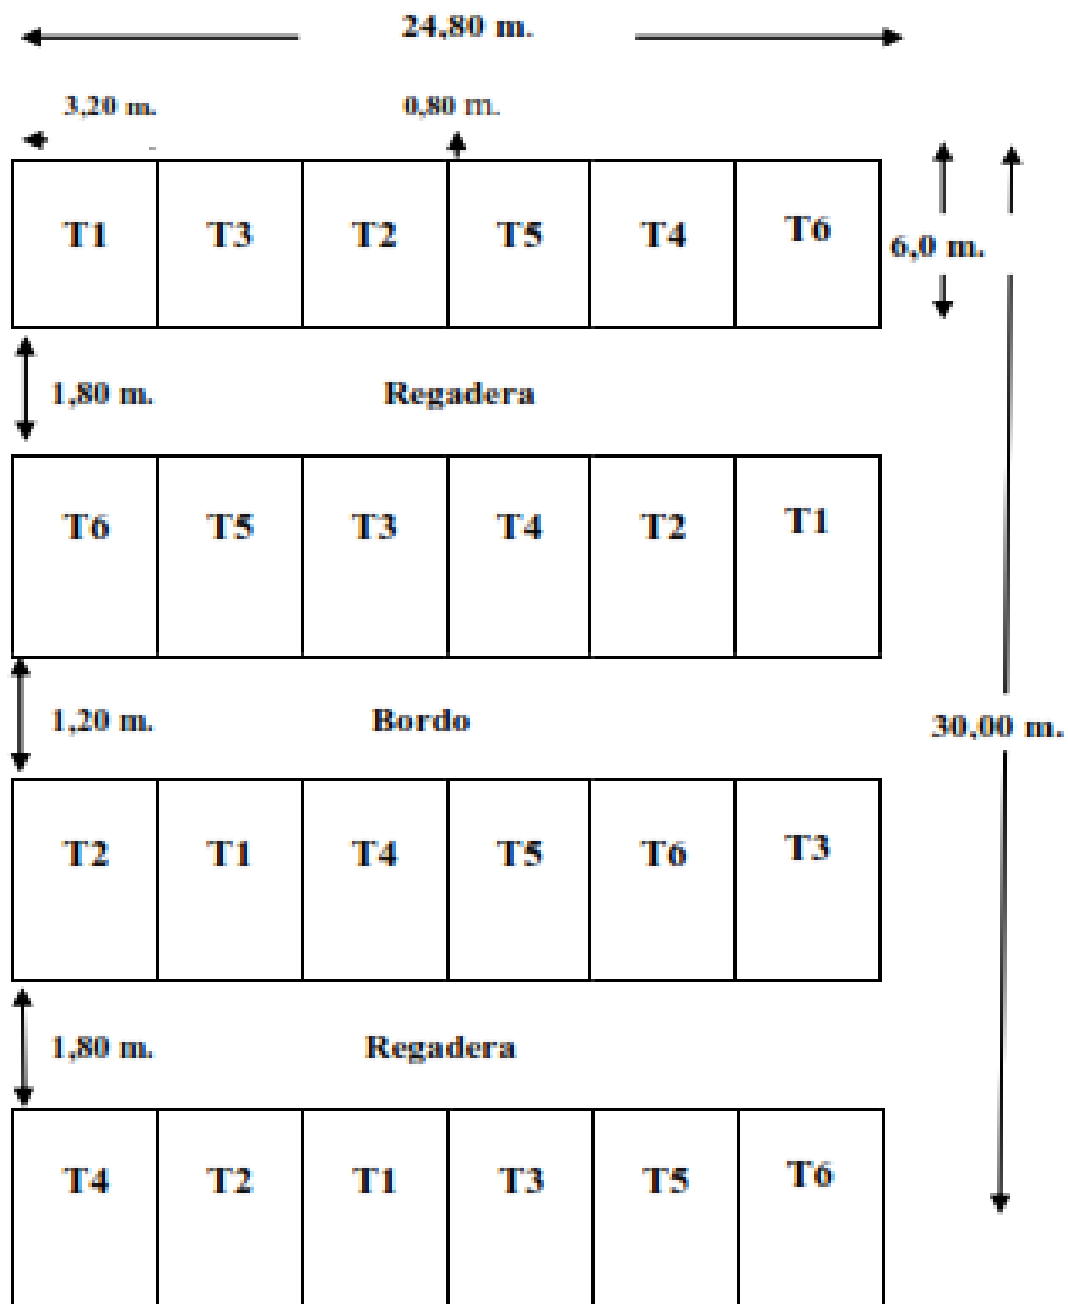 24,80 m.
3,20 m. 0,80 m.
T1 T3 T2 T5 T4 T6
6,0 m.
1,80 m. Regadera
T6 T5 T3 T4 T2 T1
1,20 m. Bordo
30,00 m.
T2 T1 T4 T5 T6 T3
1,80 m. Regadera
T4 T2 T1 T3 T5 T6